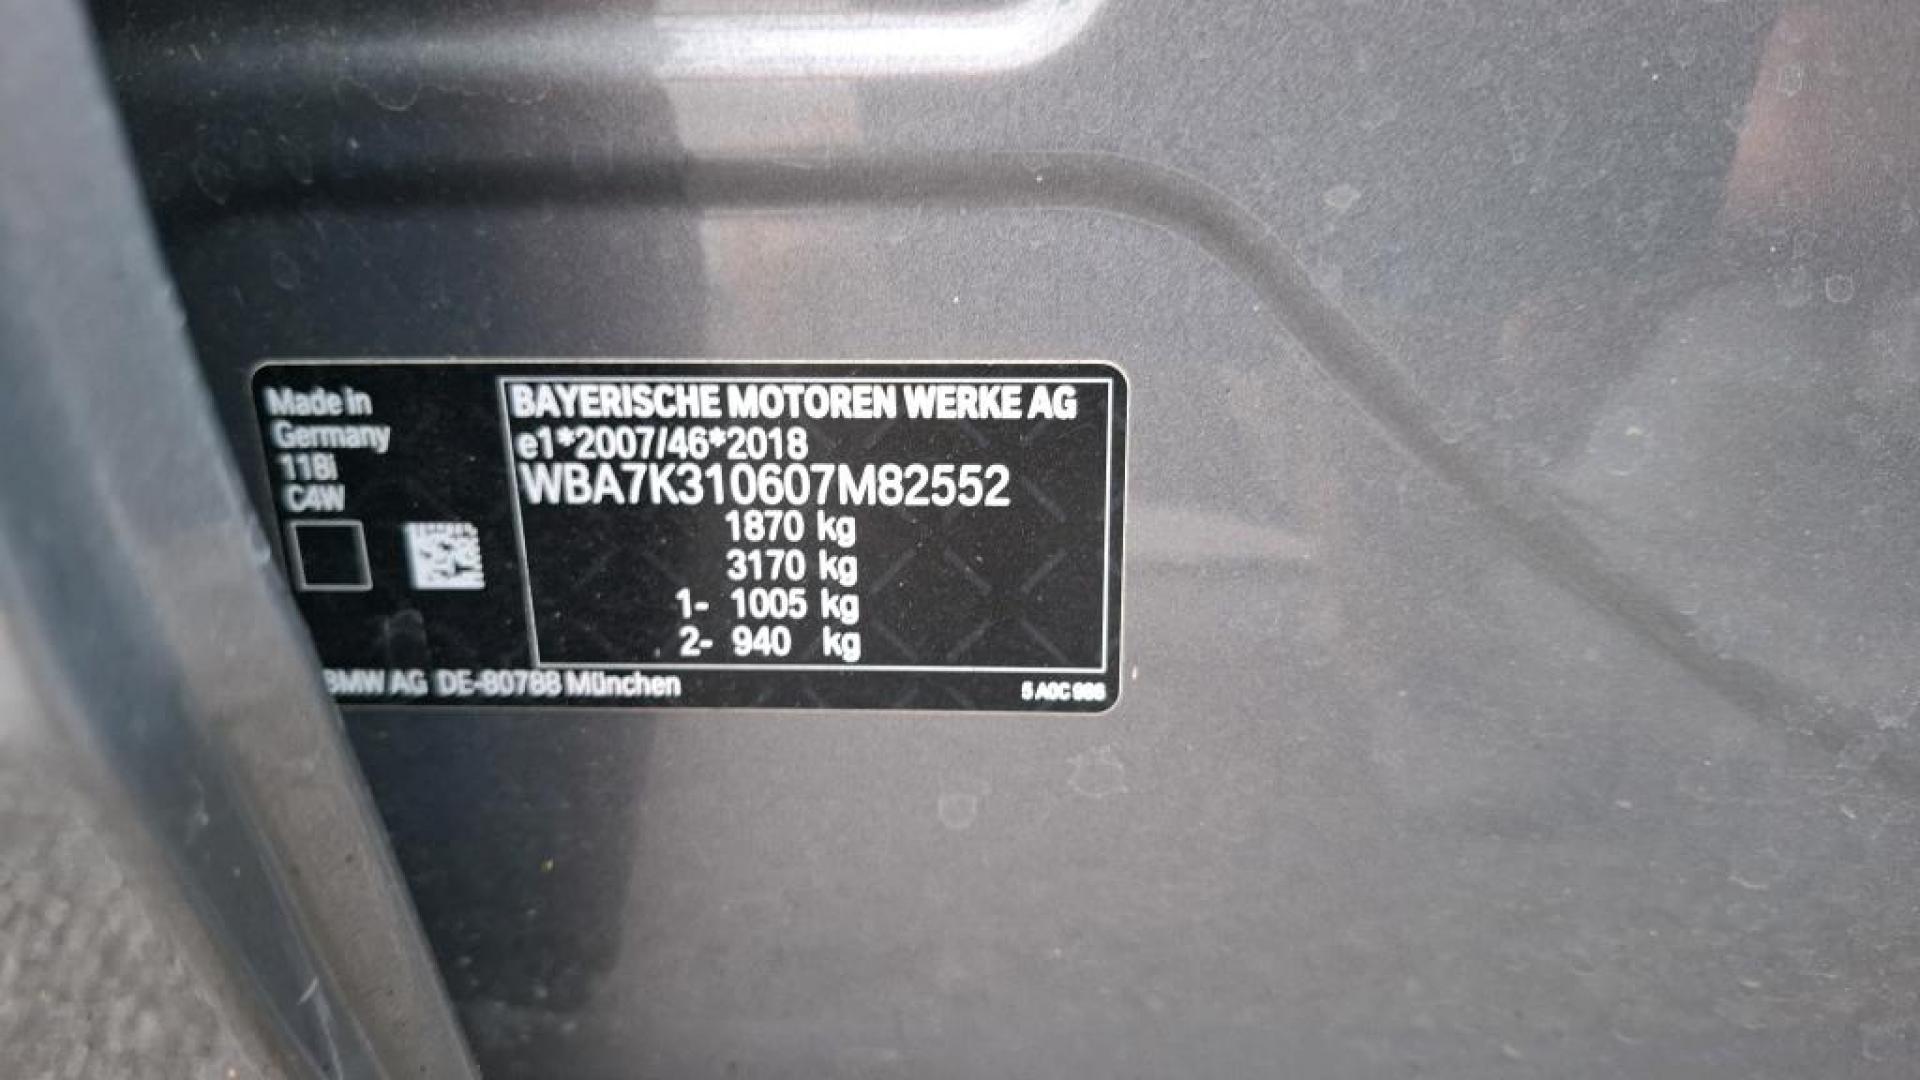 Made in
Germany
118i
C4W
BAYERISCHE MOTOREN WERKE AG
e1*2007/46*2018
WBA7K310607M82552
1870 kg
3170 kg
1- 1005 kg
2- 940 kg
BMW AG DE-80788 München
5 A0C 986